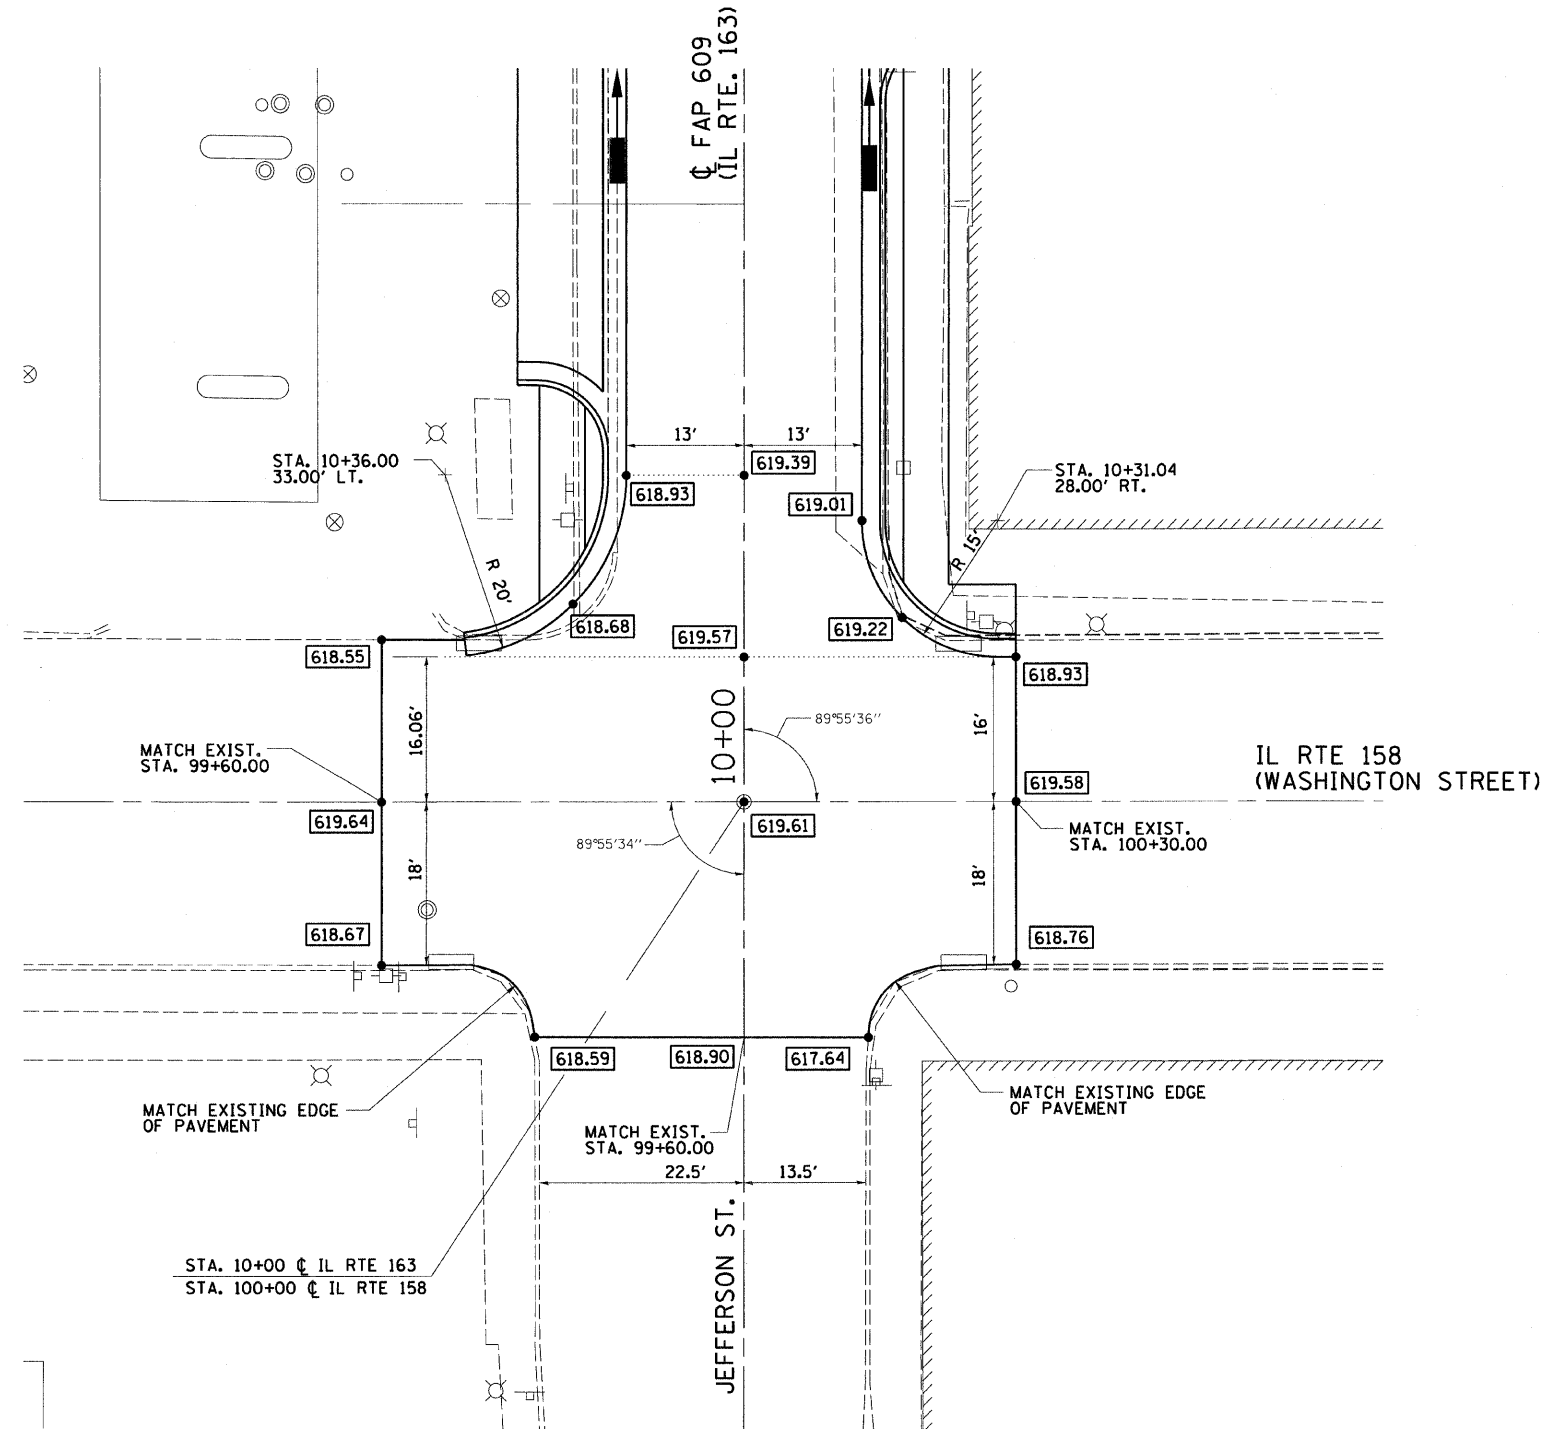 ℄ FAP 609
(IL RTE. 163)
13'
13'
STA. 10+36.00
33.00' LT.
619.39
STA. 10+31.04
28.00' RT.
618.93
619.01
R 20'
R 15'
618.68
619.57
619.22
618.55
618.93
16.06'
10+00
89°55'36"
16'
MATCH EXIST.
STA. 99+60.00
IL RTE 158
(WASHINGTON STREET)
619.58
619.64
619.61
MATCH EXIST.
STA. 100+30.00
89°55'34"
18'
18'
618.67
618.76
618.59
618.90
617.64
MATCH EXISTING EDGE
OF PAVEMENT
MATCH EXISTING EDGE
OF PAVEMENT
MATCH EXIST.
STA. 99+60.00
22.5'
13.5'
JEFFERSON ST.
STA. 10+00 ℄ IL RTE 163
STA. 100+00 ℄ IL RTE 158